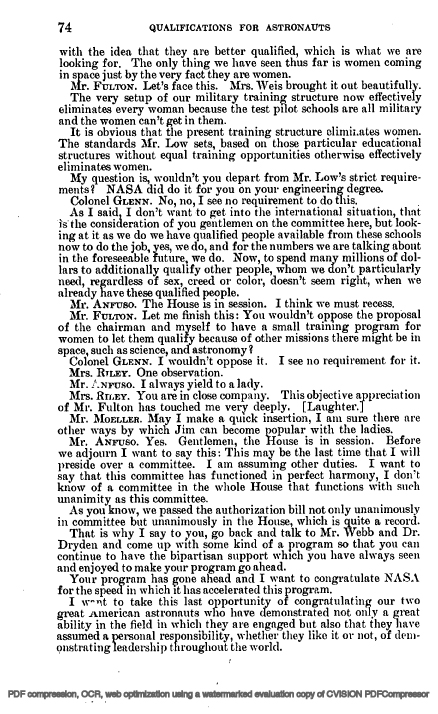 74 QUALIFICATIONS FOR ASTRONAUTS
with the idea that they are better qualified, which is what we are
looking for. The only thing we have seen thus far is women coming
in space just by the very fact they are women.
Mr. FULTON. Let's face this. Mrs. Weis brought it out beautifully.
The very setup of our military training structure now effectively
eliminates every woman because the test pilot schools are all military
and the women can't get in them.
It is obvious that the present training structure eliminates women.
The standards Mr. Low sets, based on those particular educational
structures without equal training opportunities otherwise effectively
eliminates women.
My question is, wouldn't you depart from Mr. Low's strict require-
ments? NASA did do it for you on your engineering degree.
Colonel GLENN. No, no, I see no requirement to do this.
As I said, I don't want to get into the international situation, that
is the consideration of you gentlemen on the committee here, but look-
ing at it as we do we have qualified people available from these schools
now to do the job, yes, we do, and for the numbers we are talking about
in the foreseeable future, we do. Now, to spend many millions of dol-
lars to additionally qualify other people, whom we don't particularly
need, regardless of sex, creed or color, doesn't seem right, when we
already have these qualified people.
Mr. ANFUSO. The House is in session. I think we must recess.
Mr. FULTON. Let me finish this: You wouldn't oppose the proposal
of the chairman and myself to have a small training program for
women to let them qualify because of other missions there might be in
space, such as science, and astronomy?
Colonel GLENN. I wouldn't oppose it. I see no requirement for it.
Mrs. RILEY. One observation.
Mr. ANFUSO. I always yield to a lady.
Mrs. RILEY. You are in close company. This objective appreciation
of Mr. Fulton has touched me very deeply. [Laughter.]
Mr. MOELLER. May I make a quick insertion, I am sure there are
other ways by which Jim can become popular with the ladies.
Mr. ANFUSO. Yes. Gentlemen, the House is in session. Before
we adjourn I want to say this: This may be the last time that I will
preside over a committee. I am assuming other duties. I want to
say that this committee has functioned in perfect harmony, I don't
know of a committee in the whole House that functions with such
unanimity as this committee.
As you know, we passed the authorization bill not only unanimously
in committee but unanimously in the House, which is quite a record.
That is why I say to you, go back and talk to Mr. Webb and Dr.
Dryden and come up with some kind of a program so that you can
continue to have the bipartisan support which you have always seen
and enjoyed to make your program go ahead.
Your program has gone ahead and I want to congratulate NASA
for the speed in which it has accelerated this program.
I want to take this last opportunity of congratulating our two
great American astronauts who have demonstrated not only a great
ability in the field in which they are engaged but also that they have
assumed a personal responsibility, whether they like it or not, of dem-
onstrating leadership throughout the world.
PDF compression, OCR, web optimization using a watermarked evaluation copy of CVISION PDFCompressor